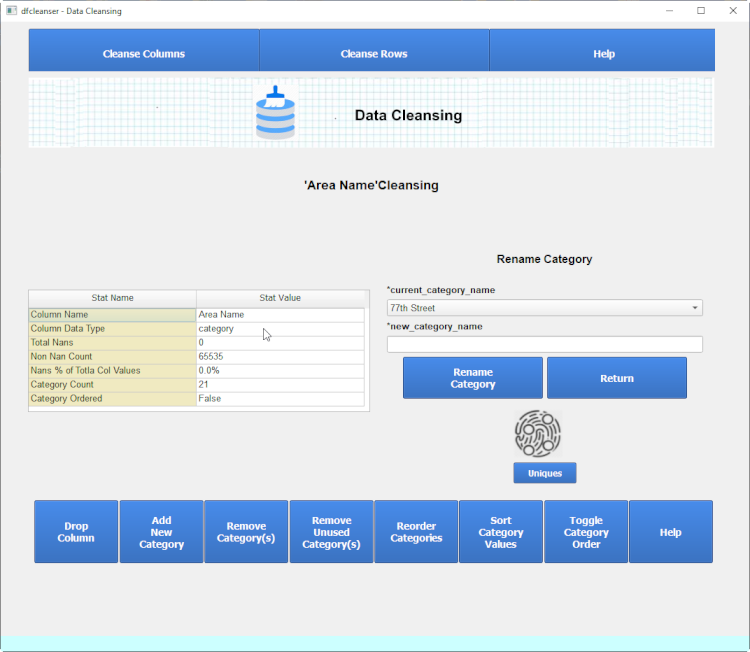 dfcleanser - Data Cleansing
Cleanse Columns
Cleanse Rows
Help
Data Cleansing
'Area Name'Cleansing
Rename Category
*current_category_name
77th Street
*new_category_name
Rename
Category
Return
Stat Name Stat Value
Column Name Area Name
Column Data Type category
Total Nans 0
Non Nan Count 65535
Nans % of Totla Col Values 0.0%
Category Count 21
Category Ordered False
Uniques
Drop
Column
Add
New
Category
Remove
Category(s)
Remove
Unused
Category(s)
Reorder
Categories
Sort
Category
Values
Toggle
Category
Order
Help